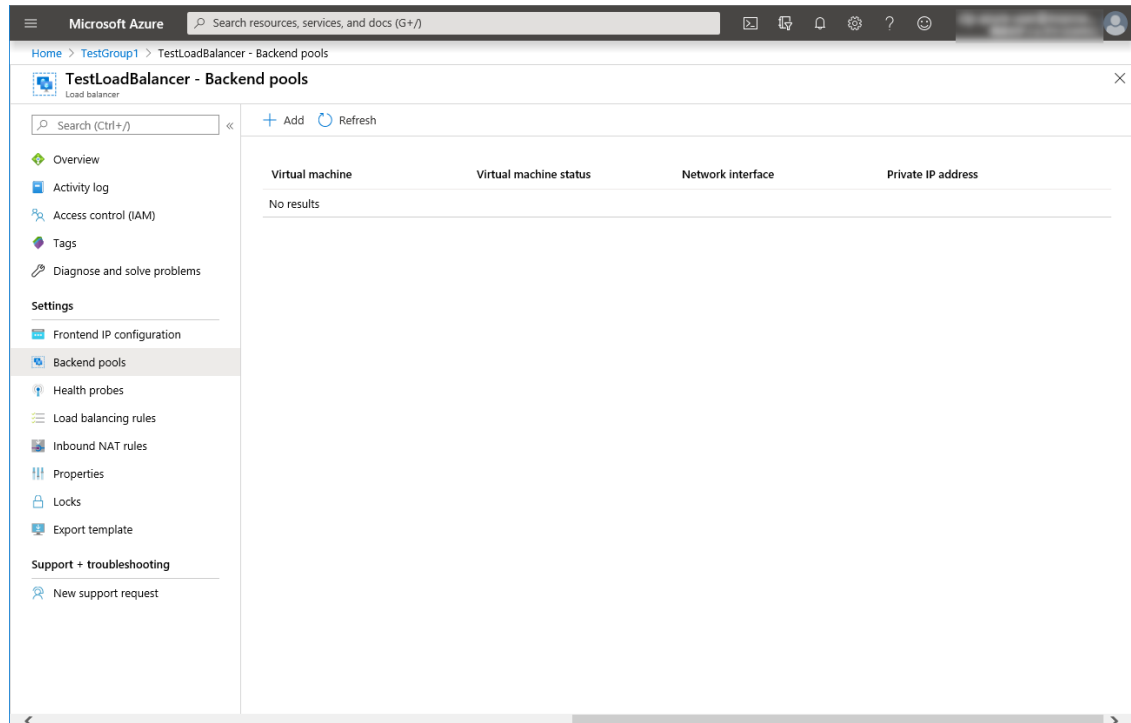 Microsoft Azure
Search resources, services, and docs (G+/)
Home > TestGroup1 > TestLoadBalancer - Backend pools
TestLoadBalancer - Backend pools
Load balancer
Search (Ctrl+/)
Add Refresh
Overview
Activity log
Access control (IAM)
Tags
Diagnose and solve problems
Settings
Frontend IP configuration
Backend pools
Health probes
Load balancing rules
Inbound NAT rules
Properties
Locks
Export template
Support + troubleshooting
New support request
Virtual machine Virtual machine status Network interface Private IP address
No results